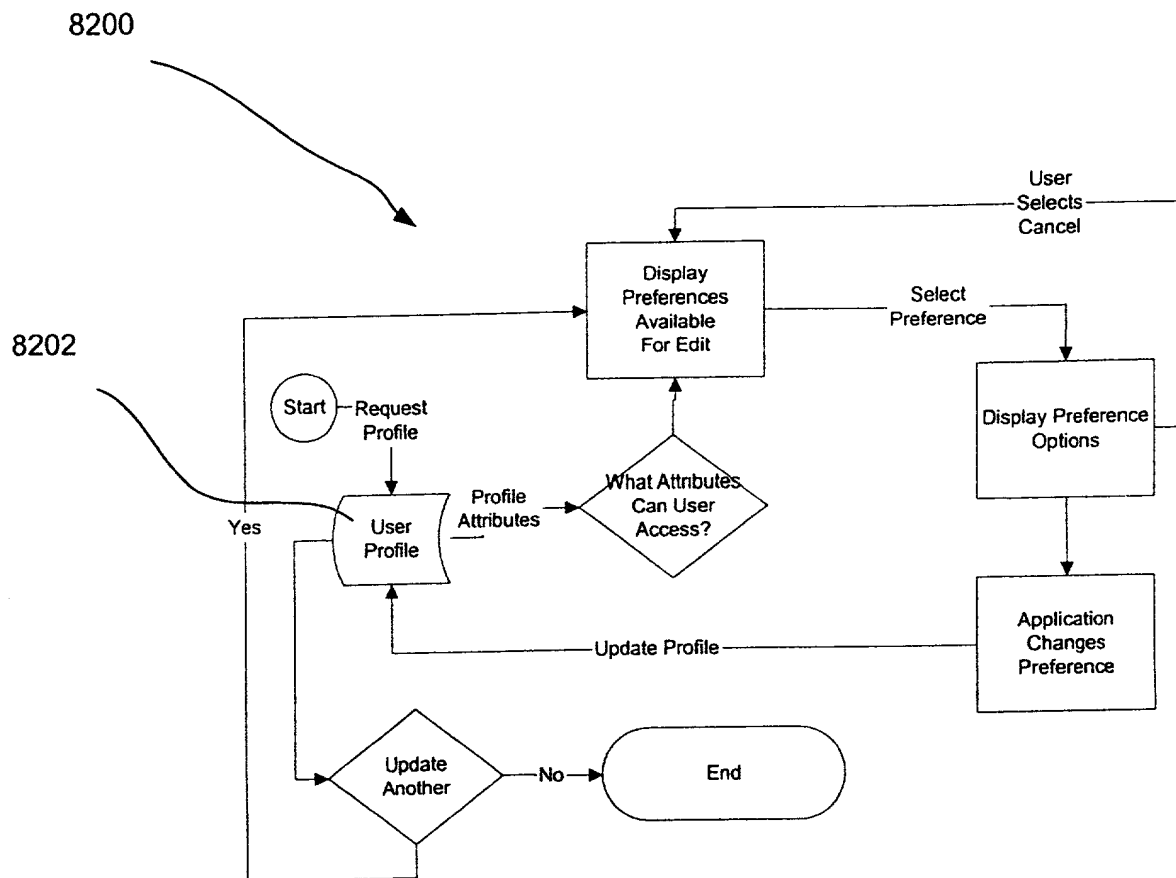 8200
User
Selects
Cancel
Display
Preferences
Available
For Edit
Select
Preference
8202
Start
Request
Profile
Display Preference
Options
What Attributes
Can User
Access?
Profile
Attributes
User
Profile
Yes
Application
Changes
Preference
Update Profile
Update
Another
No
End